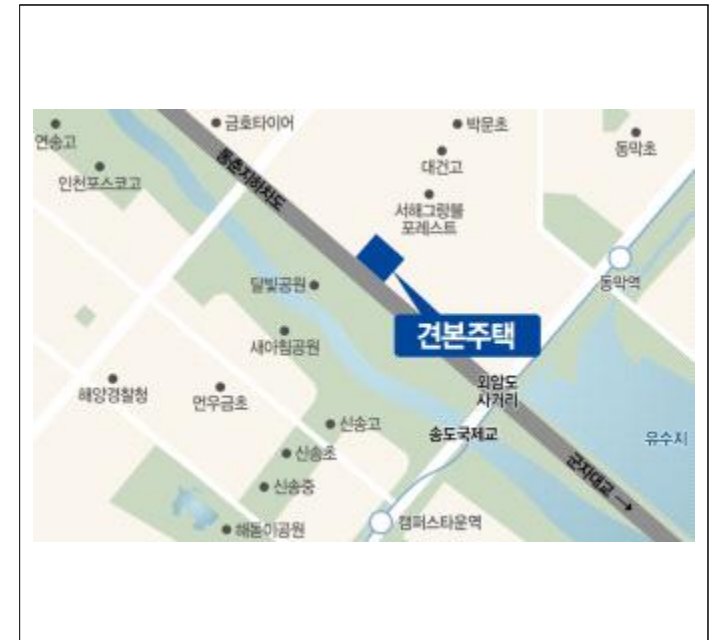 연송고
금호타이어
박문초
동막초
인천포스코고
대건고
동춘지하차도
서해그랑블
포레스트
달빛공원
동막역
새아침공원
견본주택
해양경찰청
먼우금초
외암도
사거리
신송고
송도국제교
유수지
신송초
군자대교 →
신송중
해돋이공원
캠퍼스타운역